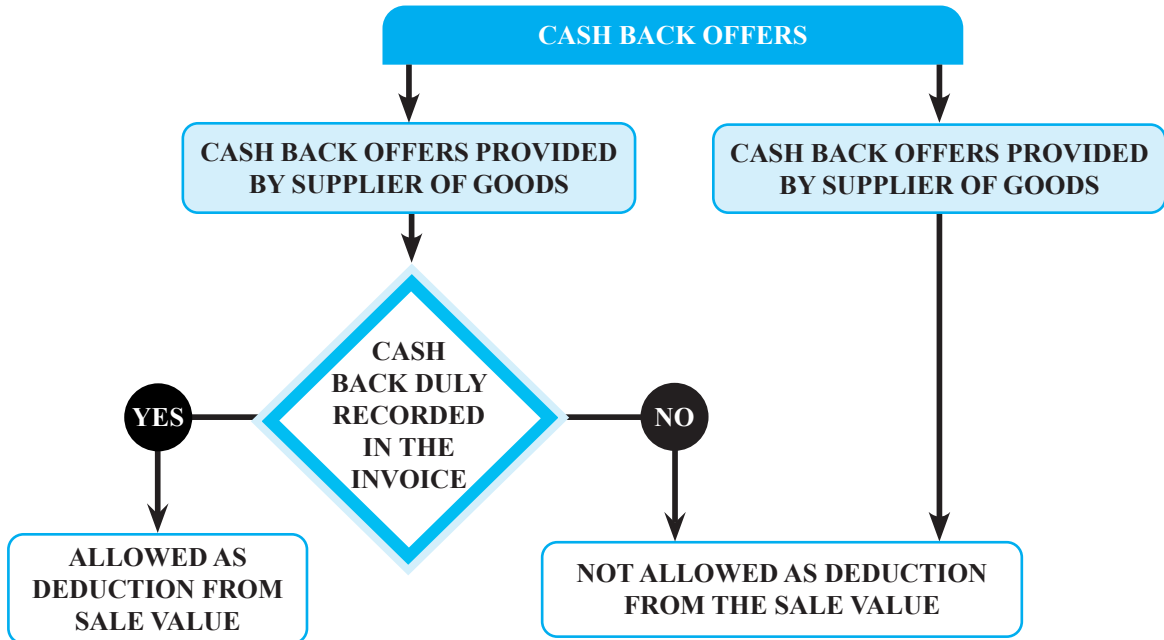 CASH BACK OFFERS
CASH BACK OFFERS PROVIDED
BY SUPPLIER OF GOODS
CASH BACK OFFERS PROVIDED
BY SUPPLIER OF GOODS
CASH
BACK DULY
RECORDED
IN THE
INVOICE
YES
NO
ALLOWED AS
DEDUCTION FROM
SALE VALUE
NOT ALLOWED AS DEDUCTION
FROM THE SALE VALUE